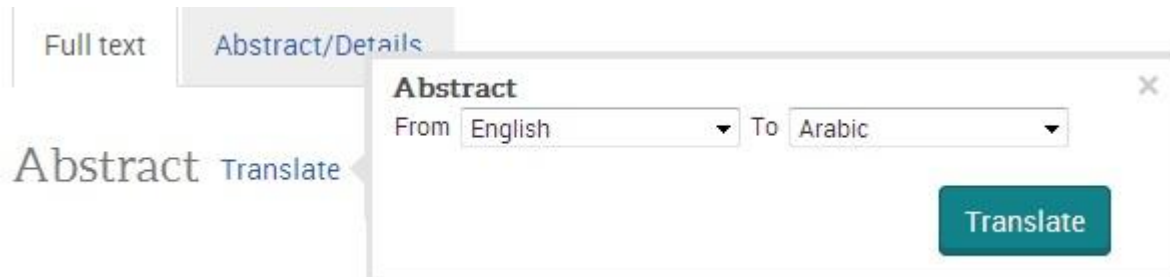 Full text Abstract/Details
Abstract
From English To Arabic
Abstract Translate
Translate